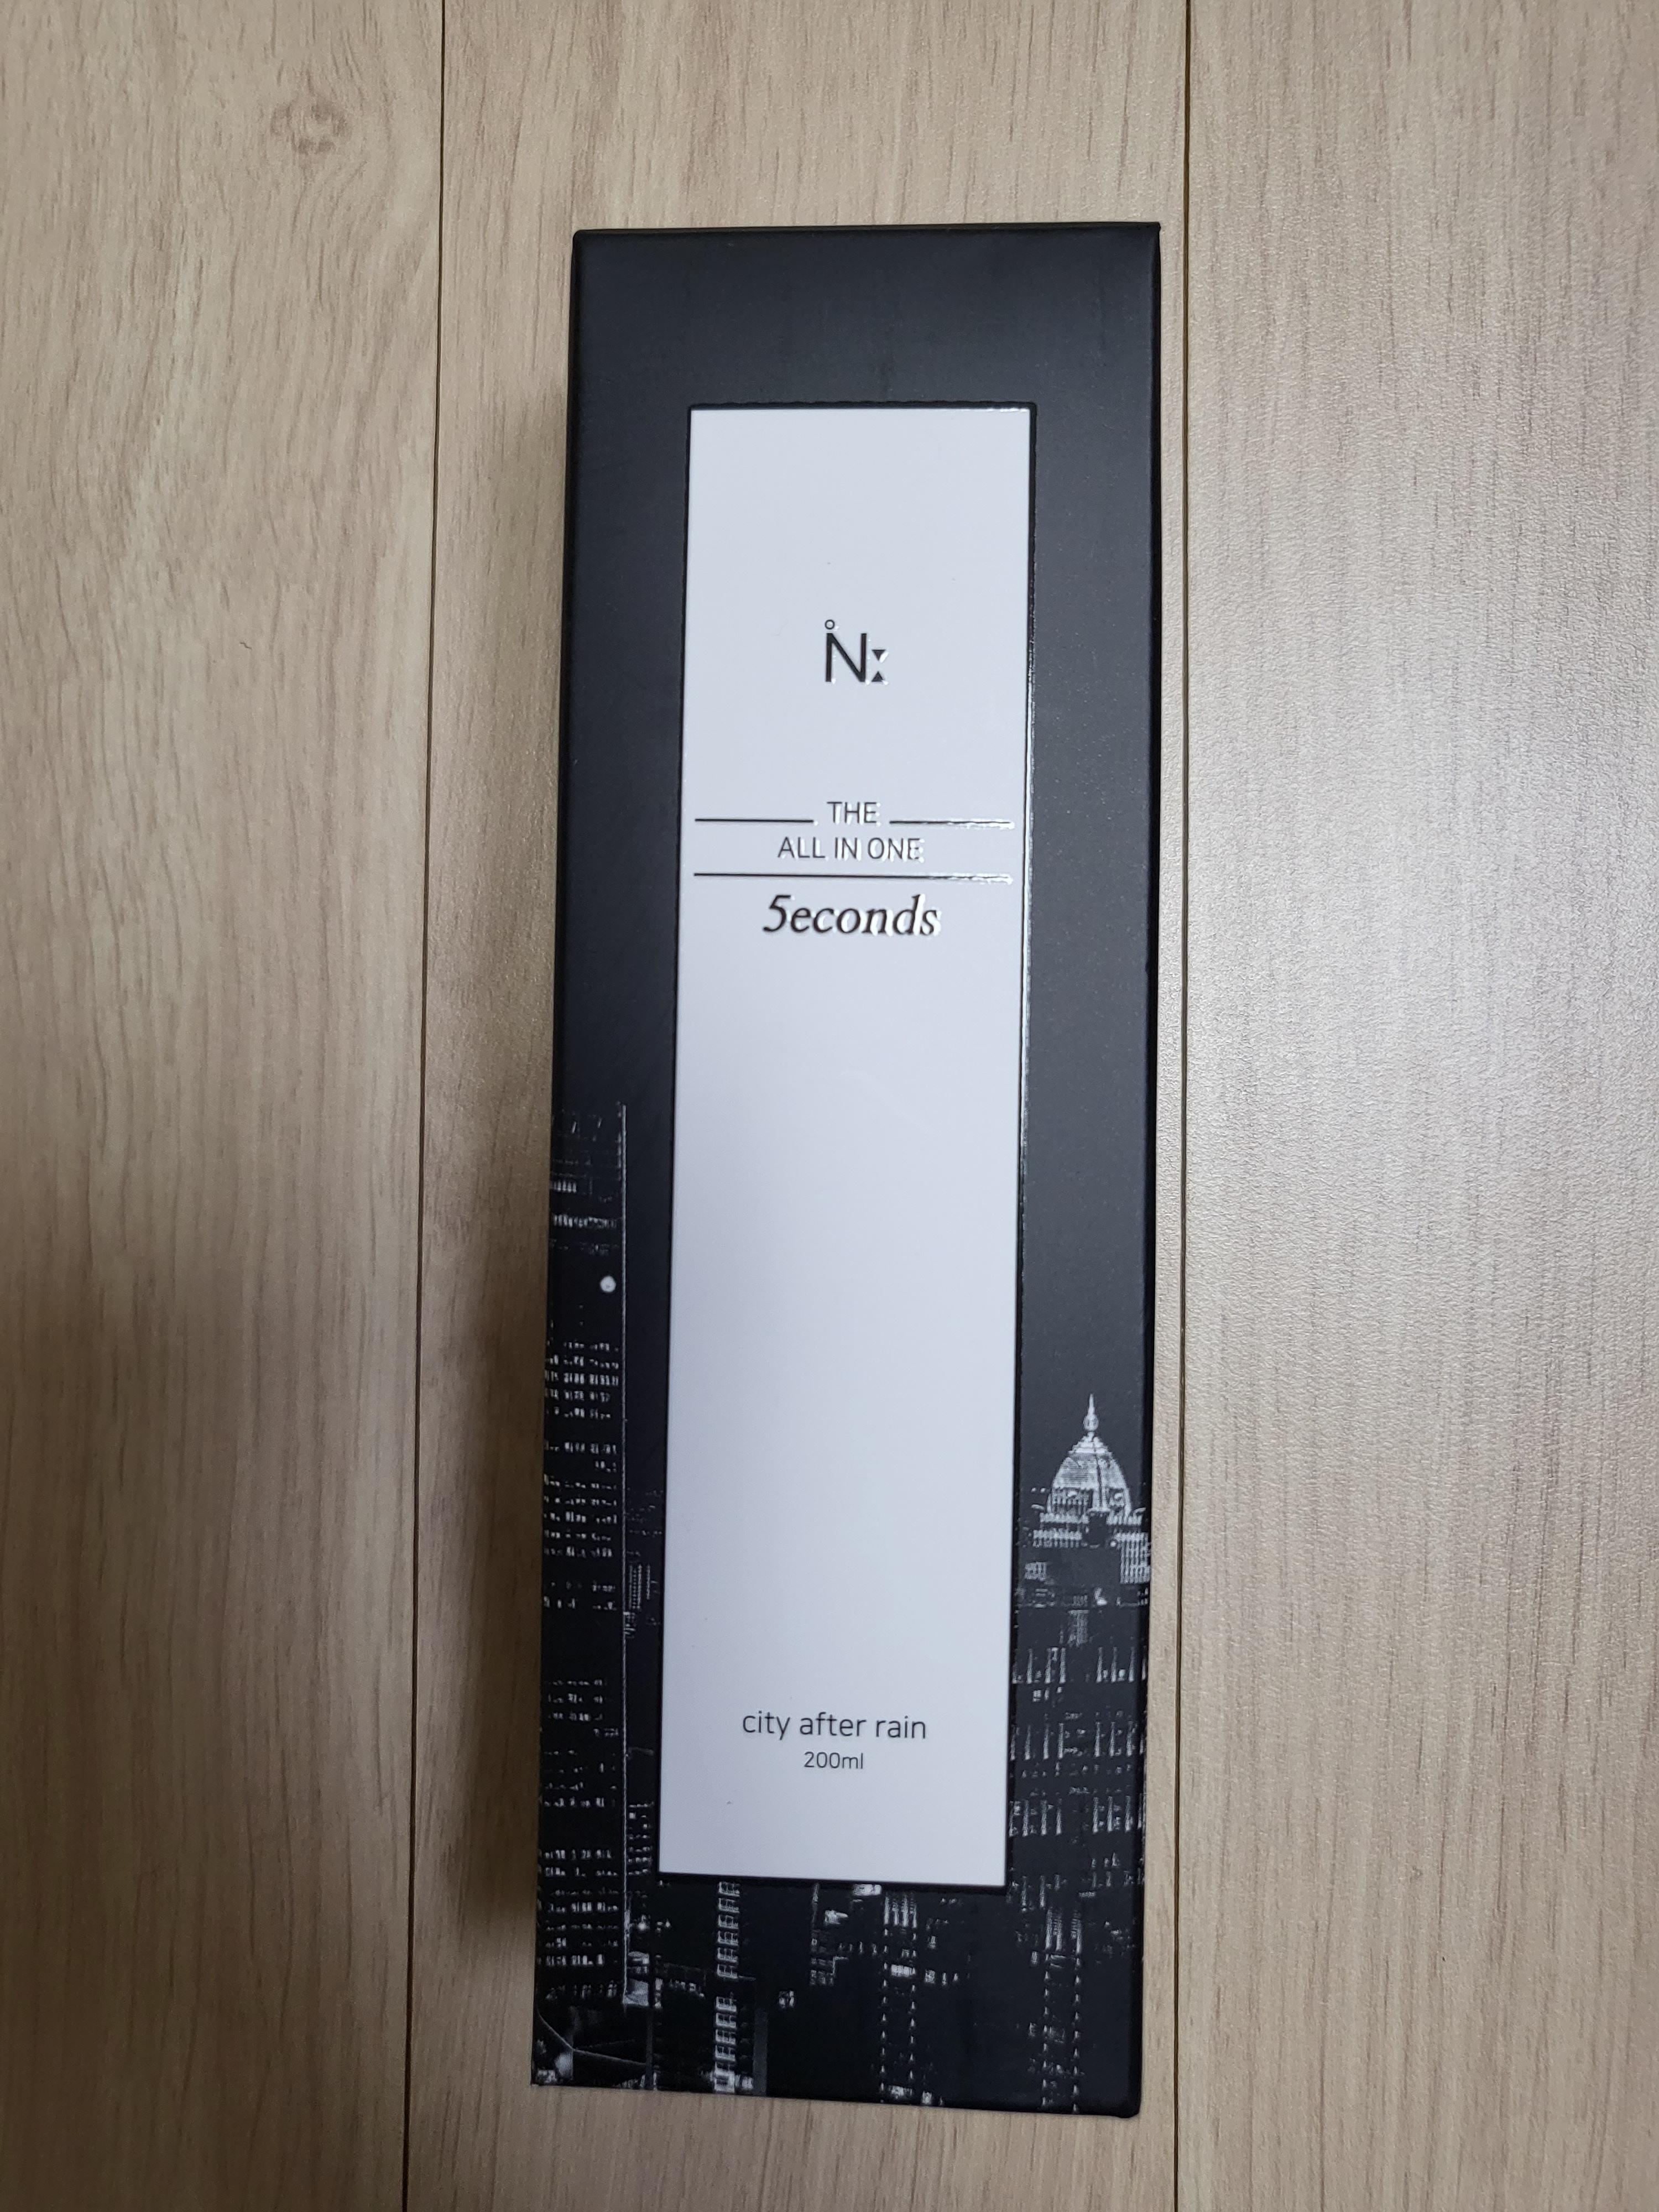 N:
THE
ALL IN ONE
5econds
city after rain
200ml